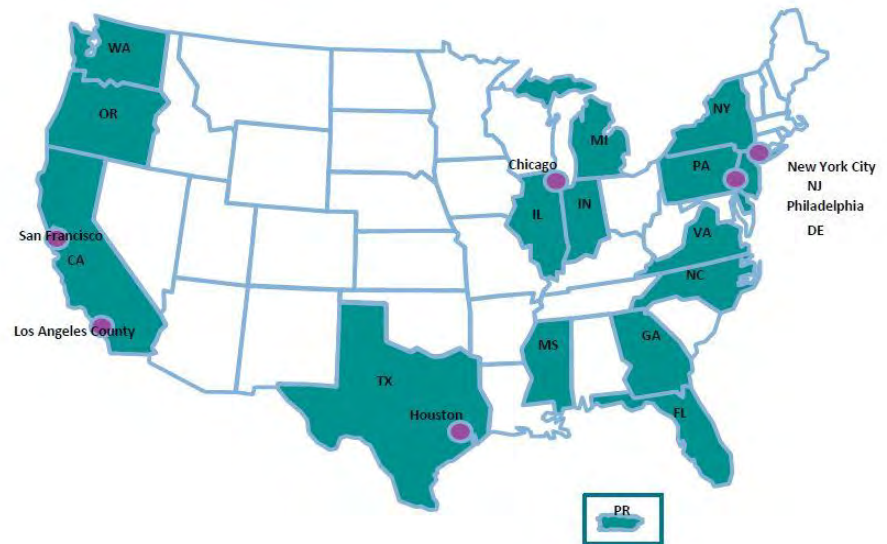 WA
OR
San Francisco
CA
Los Angeles County
TX
Houston
Chicago
IL
IN
MI
MS
GA
FL
NC
VA
PA
NY
New York City
NJ
Philadelphia
DE
PR